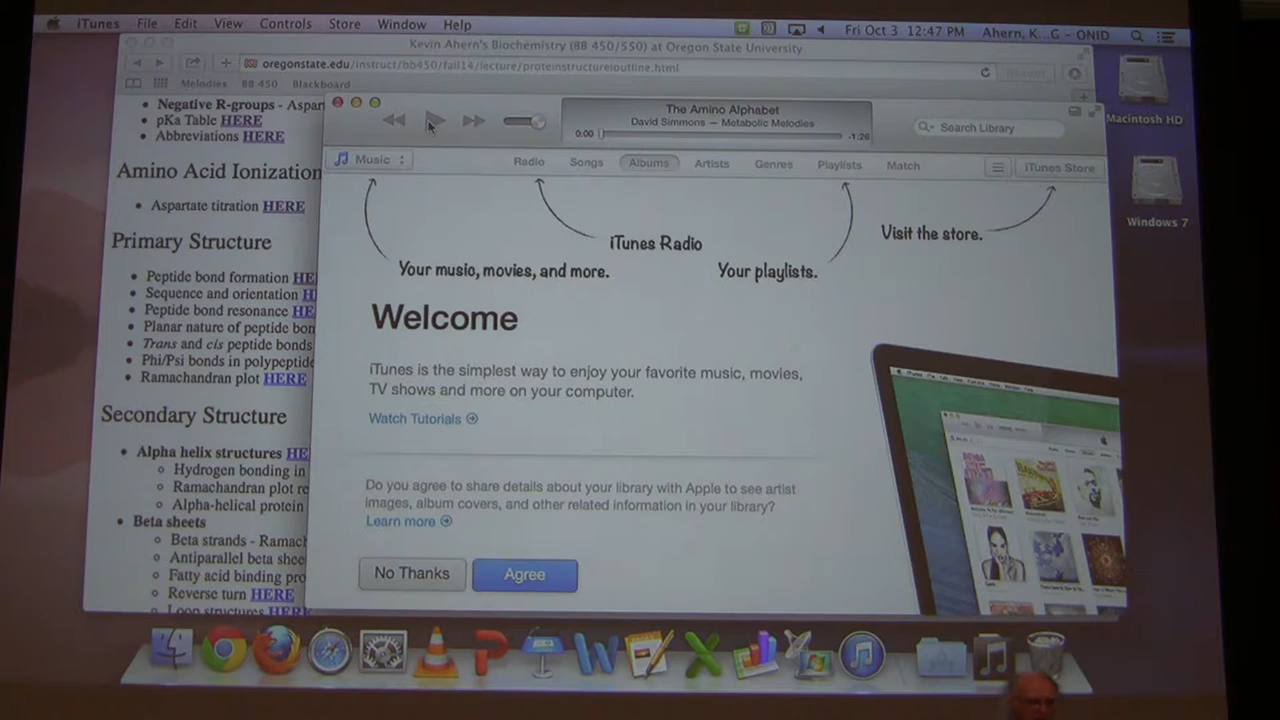 iTunes File Edit View Controls Store Window Help Fri Oct 3 12:47 PM Ahern, K...G - ONID
Kevin Ahern's Biochemistry (BB 450/550) at Oregon State University
oregonstate.edu/instruct/bb450/fall14/lecture/proteinstructureoutline.html
Melodies BB 450 Blackboard
Negative R-groups - Aspar
pKa Table HERE
Abbreviations HERE
Amino Acid Ionization
Aspartate titration HERE
Primary Structure
Peptide bond formation HE
Sequence and orientation H
Peptide bond resonance HE
Planar nature of peptide bon
Trans and cis peptide bonds
Phi/Psi bonds in polypeptide
Ramachandran plot HERE
Secondary Structure
Alpha helix structures HE
Hydrogen bonding in
Ramachandran plot re
Alpha-helical protein
Beta sheets
Beta strands - Ramac
Antiparallel beta shee
Fatty acid binding pro
Reverse turn HERE
Loop structures HERE
The Amino Alphabet
David Simmons — Metabolic Melodies
0:00 -1:26
Search Library
Music Radio Songs Albums Artists Genres Playlists Match iTunes Store
Your music, movies, and more.
iTunes Radio
Your playlists.
Visit the store.
Welcome
iTunes is the simplest way to enjoy your favorite music, movies,
TV shows and more on your computer.
Watch Tutorials
Do you agree to share details about your library with Apple to see artist
images, album covers, and other related information in your library?
Learn more
No Thanks Agree
Macintosh HD
Windows 7